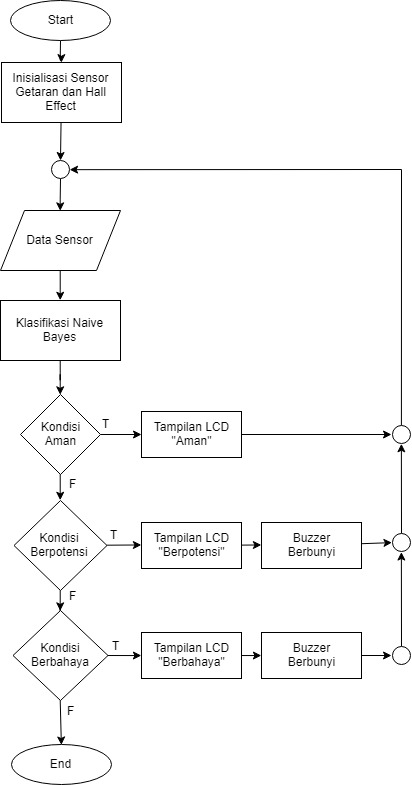 Start
Inisialisasi Sensor
Getaran dan Hall
Effect
Data Sensor
Klasifikasi Naive
Bayes
Kondisi
Aman
T
Tampilan LCD
"Aman"
F
Kondisi
Berpotensi
T
Tampilan LCD
"Berpotensi"
Buzzer
Berbunyi
F
Kondisi
Berbahaya
T
Tampilan LCD
"Berbahaya"
Buzzer
Berbunyi
F
End